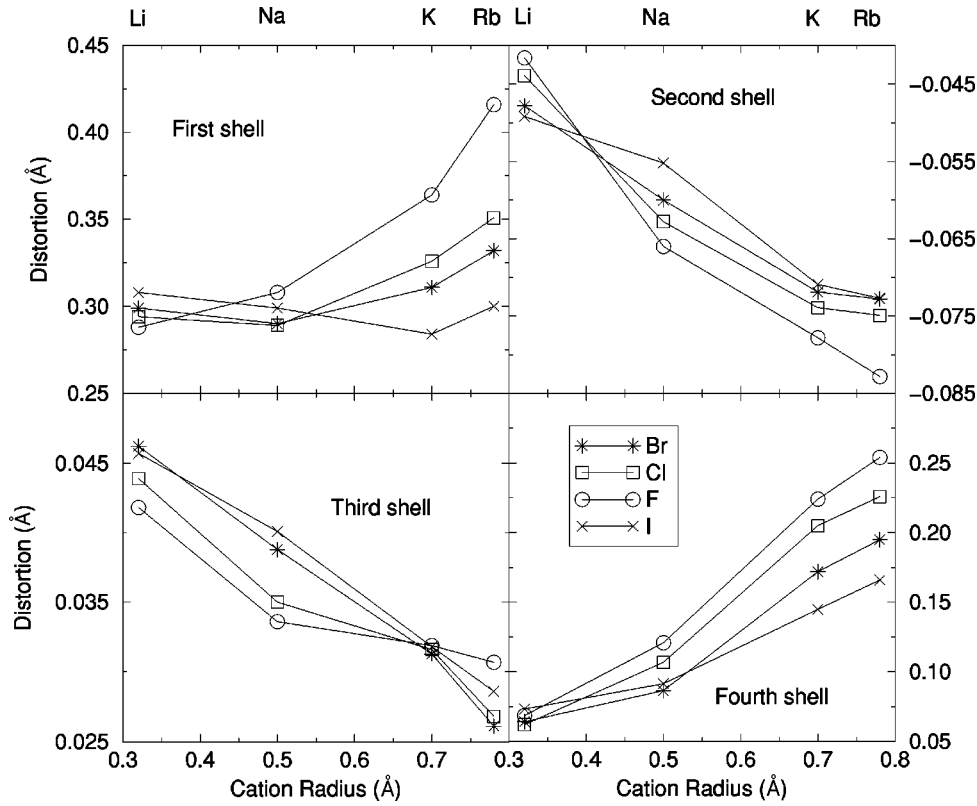 Li Na K Rb Li Na K Rb
0.45
0.40
0.35
0.30
0.25
Distortion (Å)
First shell
Second shell
−0.045
−0.055
−0.065
−0.075
−0.085
0.045
0.035
0.025
Distortion (Å)
Third shell
Br
Cl
F
I
Fourth shell
0.25
0.20
0.15
0.10
0.05
0.3 0.4 0.5 0.6 0.7 0.3 0.4 0.5 0.6 0.7 0.8
Cation Radius (Å) Cation Radius (Å)